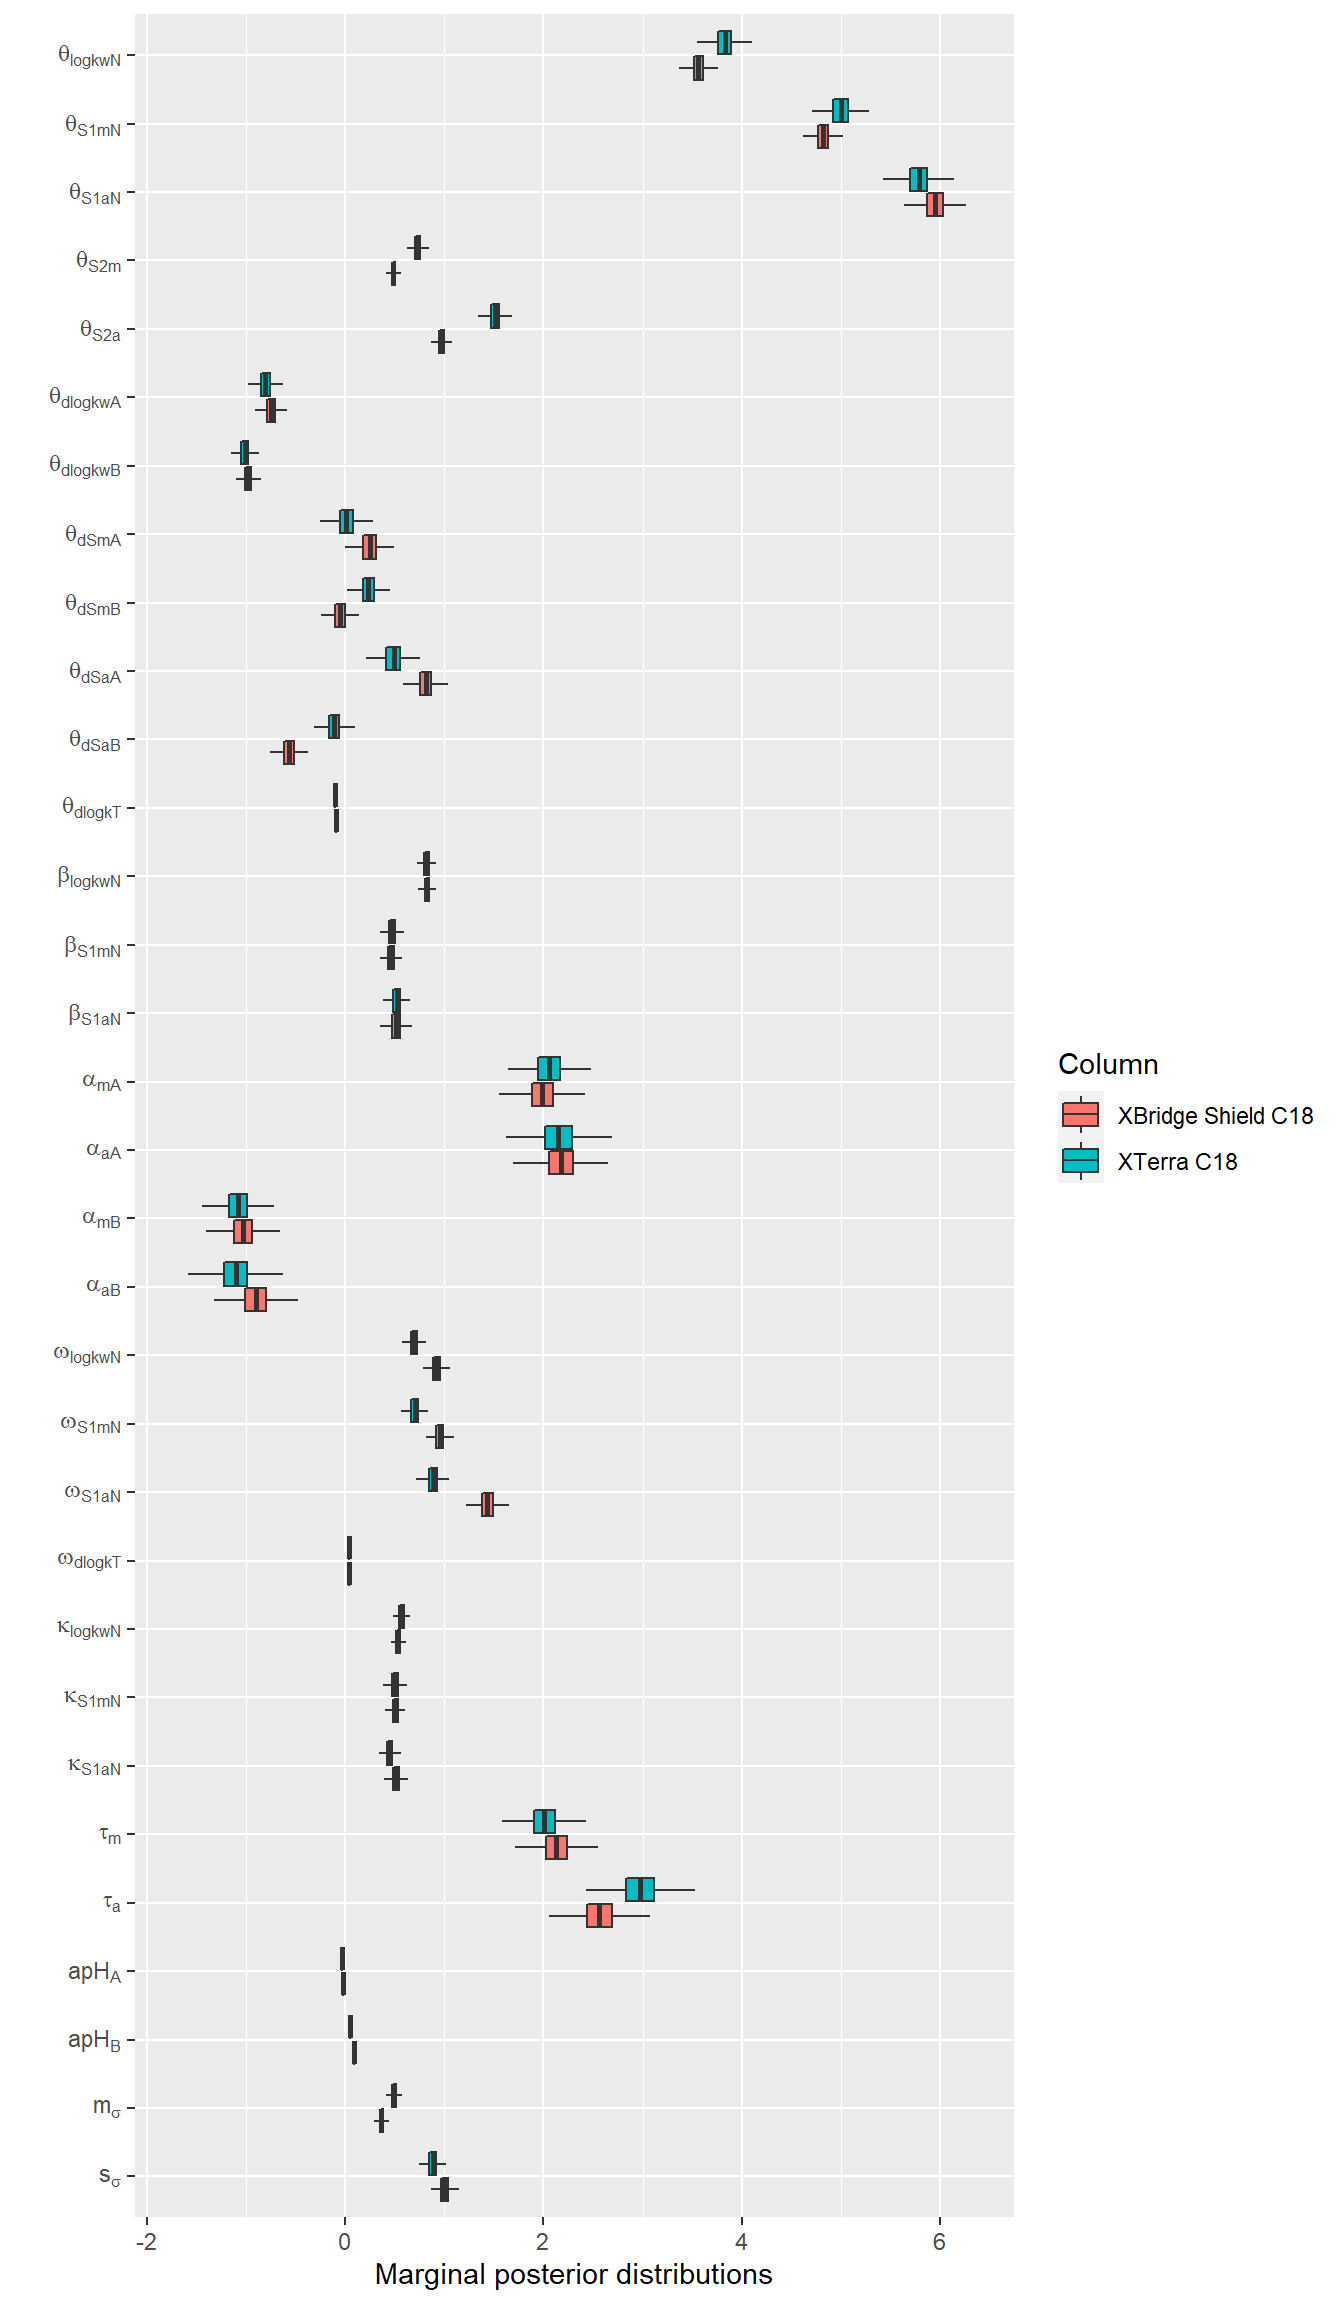 θlogkwN
θS1mN
θS1aN
θS2m
θS2a
θdlogkwA
θdlogkwB
θdSmA
θdSmB
θdSaA
θdSaB
θdlogkT
βlogkwN
βS1mN
βS1aN
αmA
αaA
αmB
αaB
ωlogkwN
ωS1mN
ωS1aN
ωdlogkT
κlogkwN
κS1mN
κS1aN
τm
τa
apHA
apHB
mσ
sσ
-2 0 2 4 6
Marginal posterior distributions
Column
XBridge Shield C18
XTerra C18